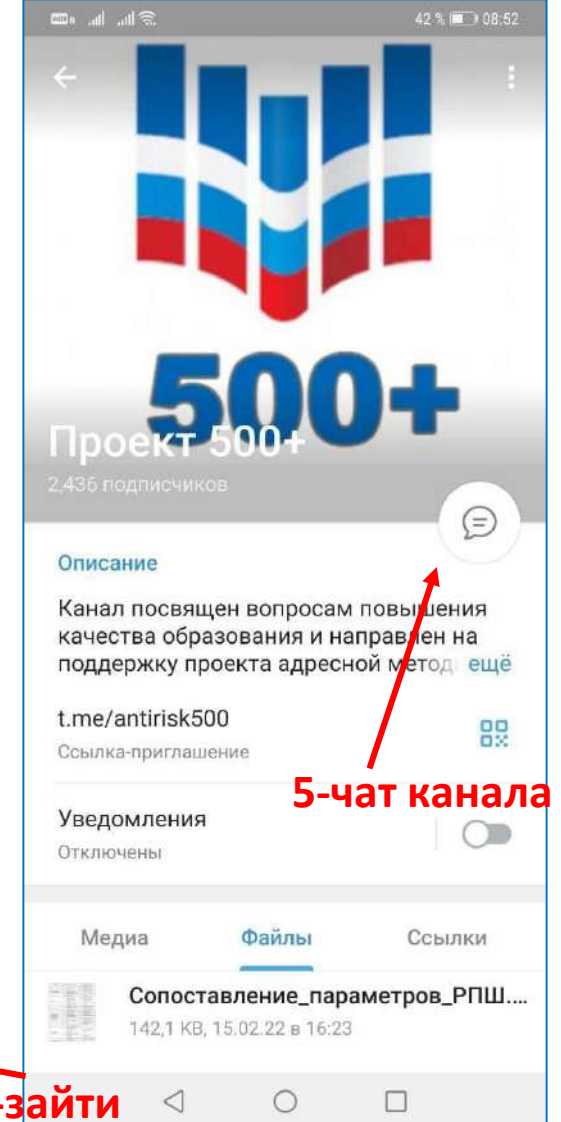 42 % 08:52
500+
Проект 500+
2,436 подписчиков
Описание
Канал посвящен вопросам повышения
качества образования и направлен на
поддержку проекта адресной метод ещё
t.me/antirisk500
Ссылка-приглашение
5-чат канала
Уведомления
Отключены
Медиа Файлы Ссылки
Сопоставление_параметров_РПШ....
142,1 KB, 15.02.22 в 16:23
-зайти